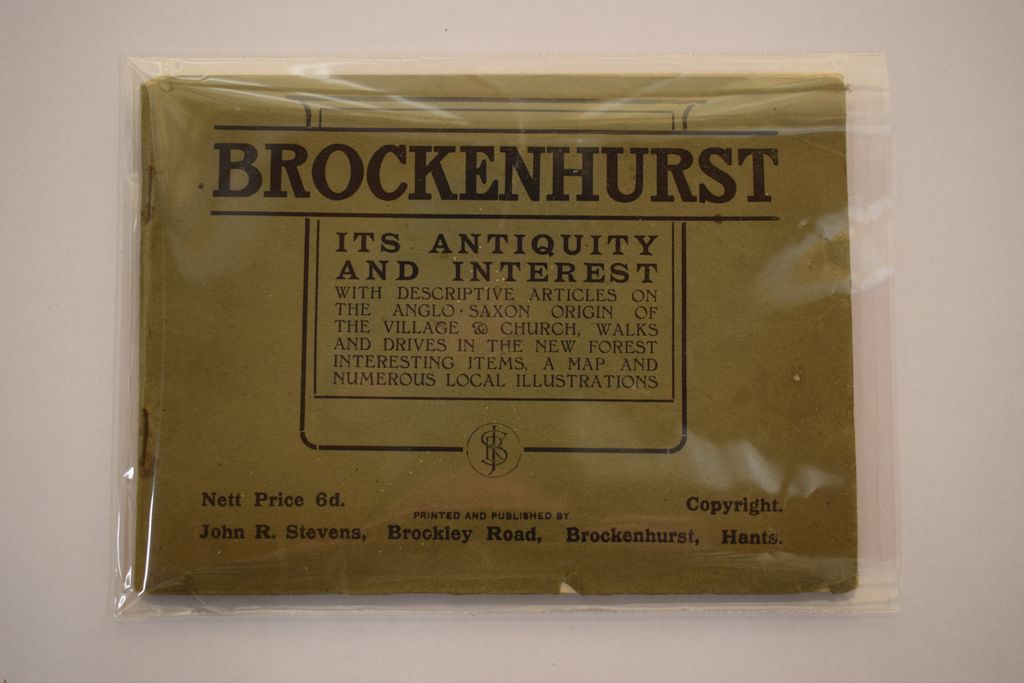 BROCKENHURST
ITS ANTIQUITY
AND INTEREST
WITH DESCRIPTIVE ARTICLES ON
THE ANGLO-SAXON ORIGIN OF
THE VILLAGE & CHURCH, WALKS
AND DRIVES IN THE NEW FOREST
INTERESTING ITEMS, A MAP AND
NUMEROUS LOCAL ILLUSTRATIONS
Nett Price 6d.
Copyright.
PRINTED AND PUBLISHED BY
John R. Stevens, Brockley Road, Brockenhurst, Hants.